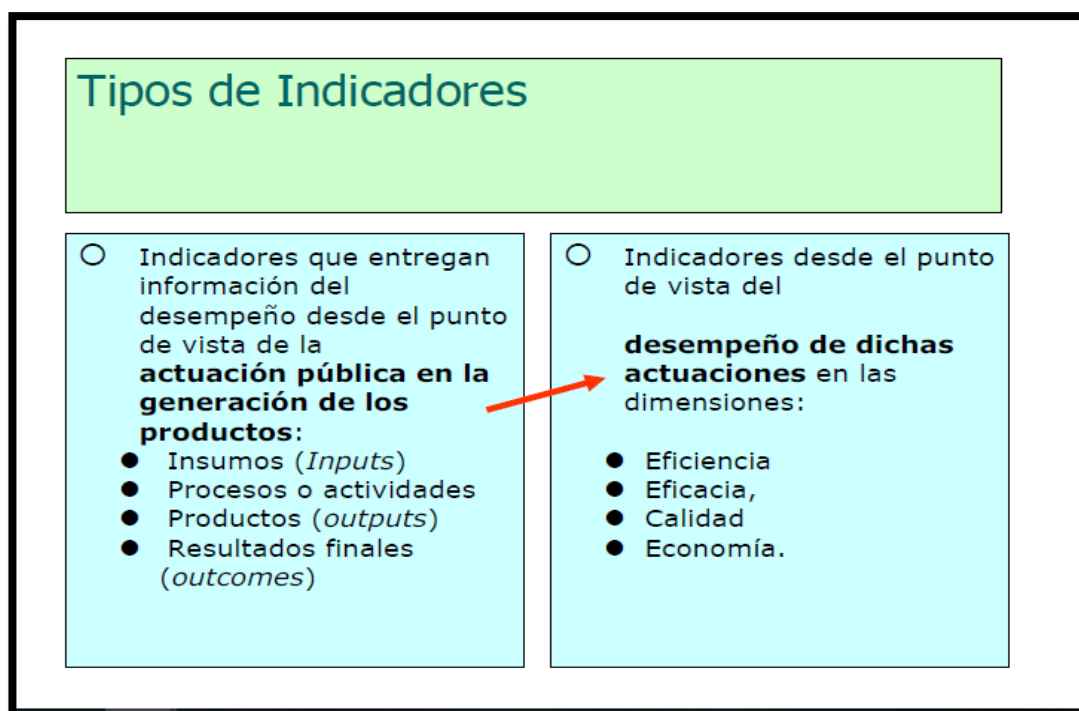 Tipos de Indicadores
Indicadores que entregan
información del
desempeño desde el punto
de vista de la
actuación pública en la
generación de los
productos:
Insumos (Inputs)
Procesos o actividades
Productos (outputs)
Resultados finales
(outcomes)
Indicadores desde el punto
de vista del
desempeño de dichas
actuaciones en las
dimensiones:
Eficiencia
Eficacia,
Calidad
Economía.